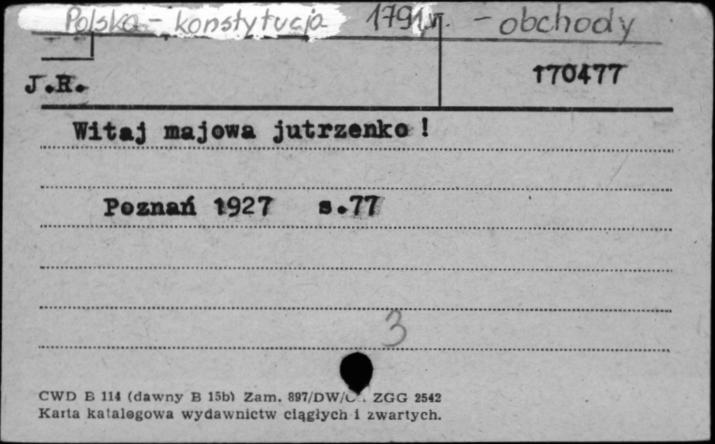 Polska - konstytucja 1791 r. - obchody
170477
J.R.
Witaj majowa jutrzenko!
Poznań 1927 s.77
3
CWD B 114 (dawny B 15b) Zam. 897/DW/ ZGG 2542
Karta katalogowa wydawnictw ciągłych i zwartych.